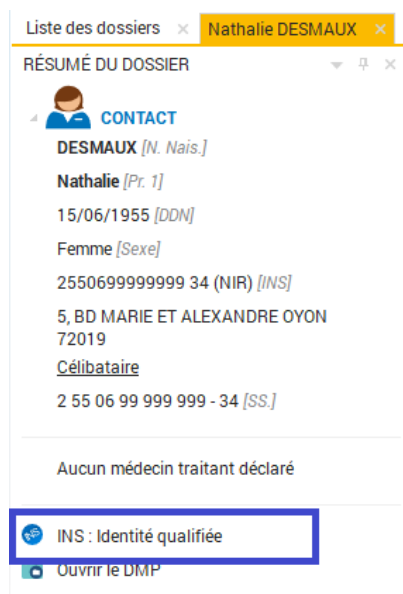 Liste des dossiers × Nathalie DESMAUX ×
RÉSUMÉ DU DOSSIER
CONTACT
DESMAUX [N. Nais.]
Nathalie [Pr. 1]
15/06/1955 [DDN]
Femme [Sexe]
2550699999999 34 (NIR) [INS]
5, BD MARIE ET ALEXANDRE OYON
72019
Célibataire
2 55 06 99 999 999 - 34 [SS.]
Aucun médecin traitant déclaré
INS : Identité qualifiée
Ouvrir le DMP